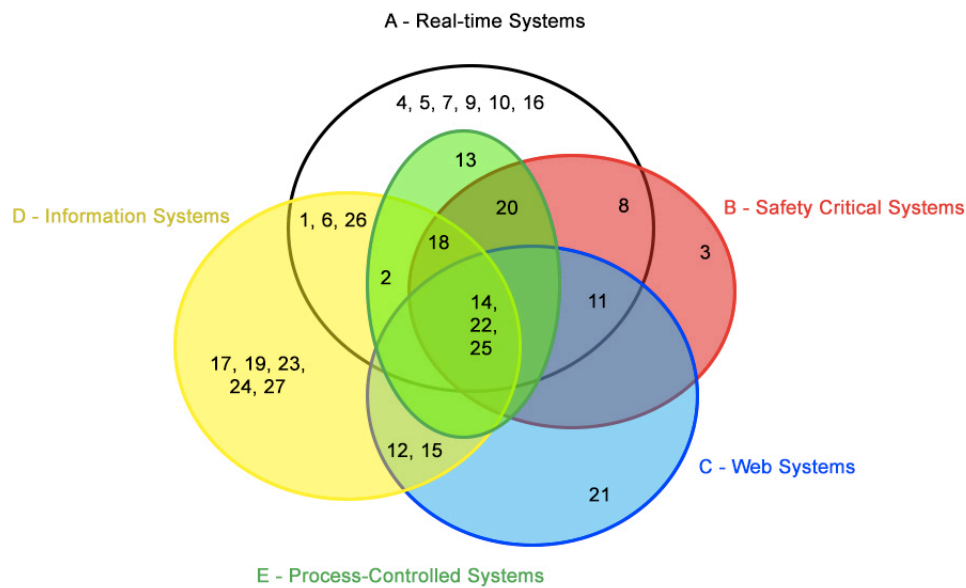 A - Real-time Systems
4, 5, 7, 9, 10, 16
13
20
8
D - Information Systems
1, 6, 26
B - Safety Critical Systems
18
3
2
14,
22,
25
11
17, 19, 23,
24, 27
12, 15
C - Web Systems
21
E - Process-Controlled Systems